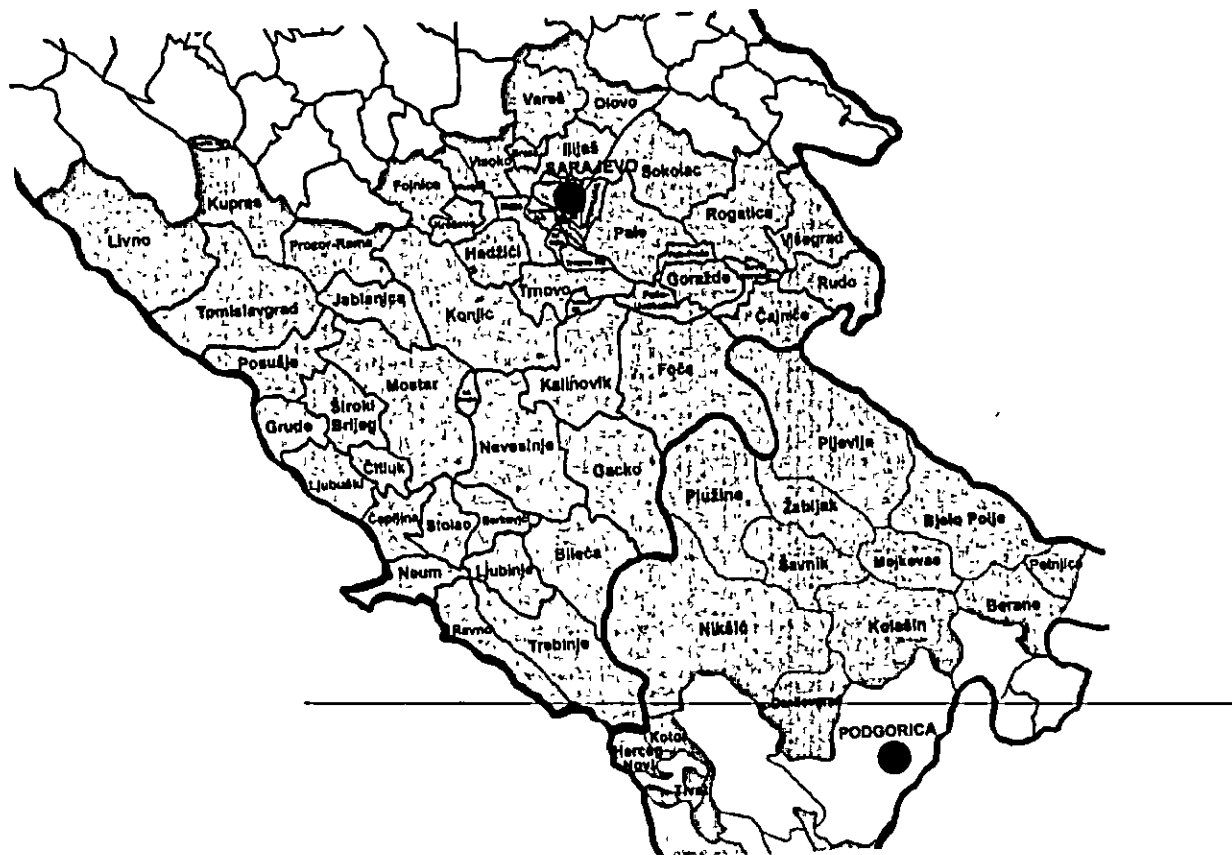 Vareš
Olovo
Ilijaš
Visoko
SARAJEVO
Sokolac
Fojnica
Kupres
Rogatica
Livno
Pale
Višegrad
Prozor-Rama
Hadžići
Goražde
Rudo
Trnovo
Jablanica
Tomislavgrad
Konjic
Čajniče
Posušje
Mostar
Kalinovik
Foča
Široki
Brijeg
Grude
Nevesinje
Pljevlja
Gacko
Čitluk
Ljubuški
Plužine
Žabljak
Čapljina
Stolac
Berkovići
Bijelo Polje
Bileća
Neum
Ljubinje
Šavnik
Mojkovac
Petnjica
Berane
Ravno
Trebinje
Nikšić
Kolašin
Danilovgrad
PODGORICA
Kotor
Herceg
Novi
Tivat